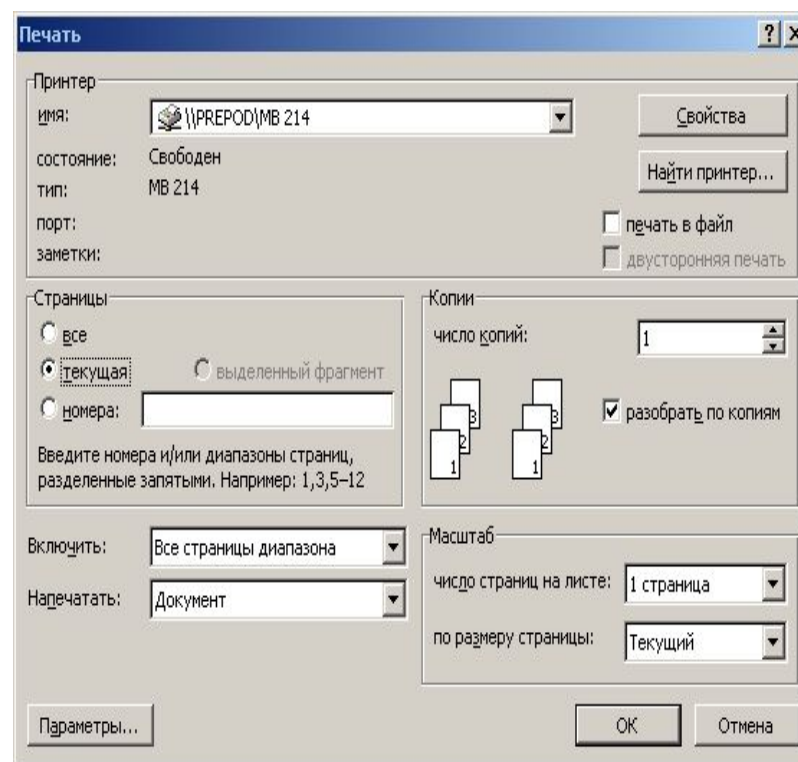 Печать
Принтер
имя: \\PREPOD\MB 214
Свойства
состояние: Свободен
Найти принтер...
тип: MB 214
порт:
печать в файл
заметки:
двусторонняя печать
Страницы
все
текущая
выделенный фрагмент
номера:
Введите номера и/или диапазоны страниц,
разделенные запятыми. Например: 1,3,5–12
Копии
число копий: 1
3 3
2 2
1 1
разобрать по копиям
Включить: Все страницы диапазона
Напечатать: Документ
Масштаб
число страниц на листе: 1 страница
по размеру страницы: Текущий
Параметры...
ОК
Отмена